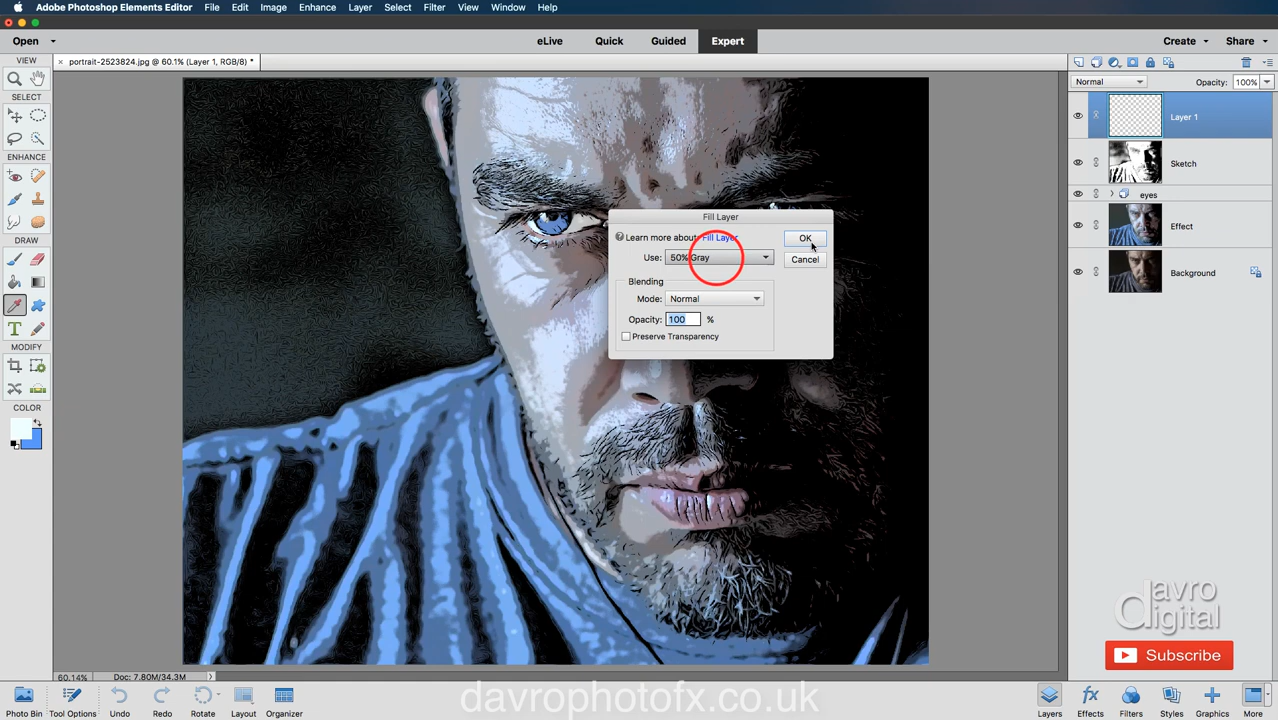 Adobe Photoshop Elements Editor File Edit Image Enhance Layer Select Filter View Window Help
Open eLive Quick Guided Expert Create Share
VIEW × portrait-2523824.jpg @ 60.1% (Layer 1, RGB/8) *
Normal Opacity: 100%
SELECT
Layer 1
ENHANCE
Sketch
eyes
Fill Layer
Effect
Learn more about: Fill Layer OK
DRAW
Use: 50% Gray Cancel
Background
Blending
Mode: Normal
Opacity: 100 %
Preserve Transparency
MODIFY
COLOR
davro
digital
Subscribe
60.14% Doc: 7.80M/34.3M
davrophotofx.co.uk
Photo Bin Tool Options Undo Redo Rotate Layout Organizer Layers Effects Filters Styles Graphics More